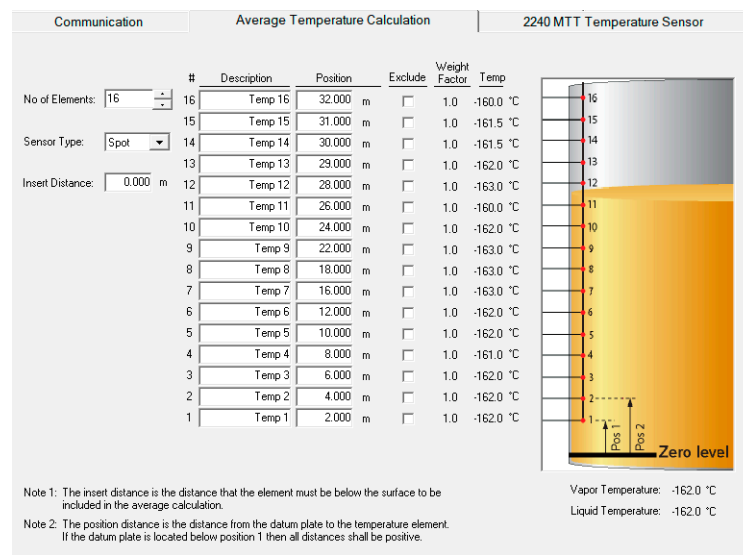 Communication
Average Temperature Calculation
2240 MTT Temperature Sensor
# Description Position Exclude Weight Factor Temp
No of Elements: 16
Sensor Type: Spot
Insert Distance: 0.000 m
16 Temp 16 32.000 m 1.0 -160.0 °C
15 Temp 15 31.000 m 1.0 -161.5 °C
14 Temp 14 30.000 m 1.0 -161.5 °C
13 Temp 13 29.000 m 1.0 -162.0 °C
12 Temp 12 28.000 m 1.0 -163.0 °C
11 Temp 11 26.000 m 1.0 -160.0 °C
10 Temp 10 24.000 m 1.0 -162.0 °C
9 Temp 9 22.000 m 1.0 -163.0 °C
8 Temp 8 18.000 m 1.0 -163.0 °C
7 Temp 7 16.000 m 1.0 -163.0 °C
6 Temp 6 12.000 m 1.0 -162.0 °C
5 Temp 5 10.000 m 1.0 -162.0 °C
4 Temp 4 8.000 m 1.0 -161.0 °C
3 Temp 3 6.000 m 1.0 -162.0 °C
2 Temp 2 4.000 m 1.0 -162.0 °C
1 Temp 1 2.000 m 1.0 -162.0 °C
16
15
14
13
12
11
10
9
8
7
6
5
4
3
2
1
Pos 1
Pos 2
Zero level
Note 1: The insert distance is the distance that the element must be below the surface to be
included in the average calculation.
Note 2: The position distance is the distance from the datum plate to the temperature element.
If the datum plate is located below position 1 then all distances shall be positive.
Vapor Temperature: -162.0 °C
Liquid Temperature: -162.0 °C